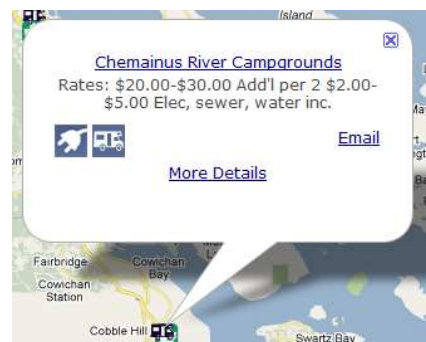 Island
Chemainus River Campgrounds
Rates: $20.00-$30.00 Add'l per 2 $2.00-
$5.00 Elec, sewer, water inc.
Email
More Details
Fairbridge
Cowichan
Bay
Cowichan
Station
Cobble Hill
Swartz Bay